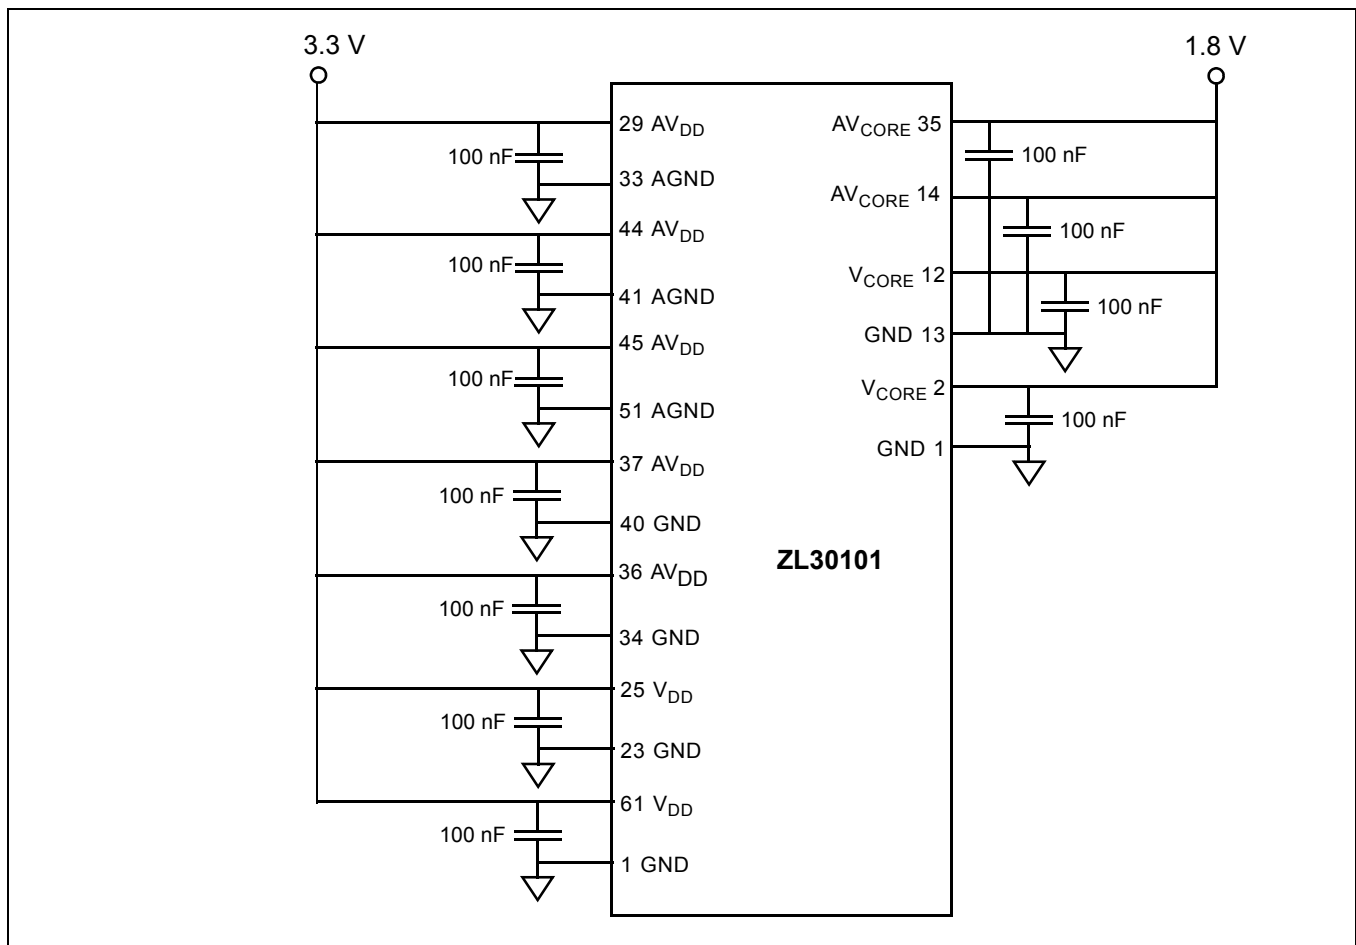 3.3 V
1.8 V
29 AVDD
100 nF
33 AGND
44 AVDD
100 nF
41 AGND
45 AVDD
100 nF
51 AGND
37 AVDD
100 nF
40 GND
36 AVDD
100 nF
34 GND
25 VDD
100 nF
23 GND
61 VDD
100 nF
1 GND
ZL30101
AVCORE 35
100 nF
AVCORE 14
100 nF
VCORE 12
100 nF
GND 13
VCORE 2
100 nF
GND 1